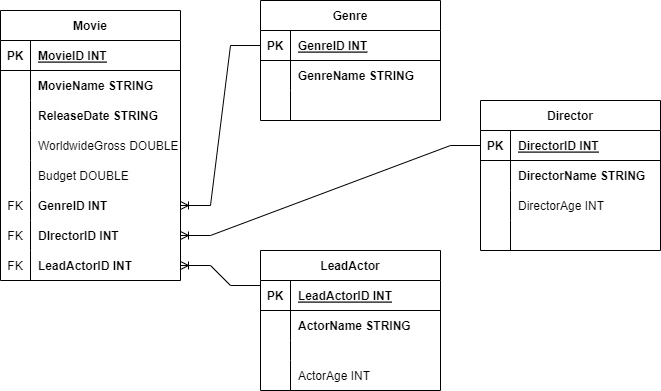 Movie
PK MovieID INT
MovieName STRING
ReleaseDate STRING
WorldwideGross DOUBLE
Budget DOUBLE
FK GenreID INT
FK DIrectorID INT
FK LeadActorID INT
Genre
PK GenreID INT
GenreName STRING
Director
PK DirectorID INT
DirectorName STRING
DirectorAge INT
LeadActor
PK LeadActorID INT
ActorName STRING
ActorAge INT